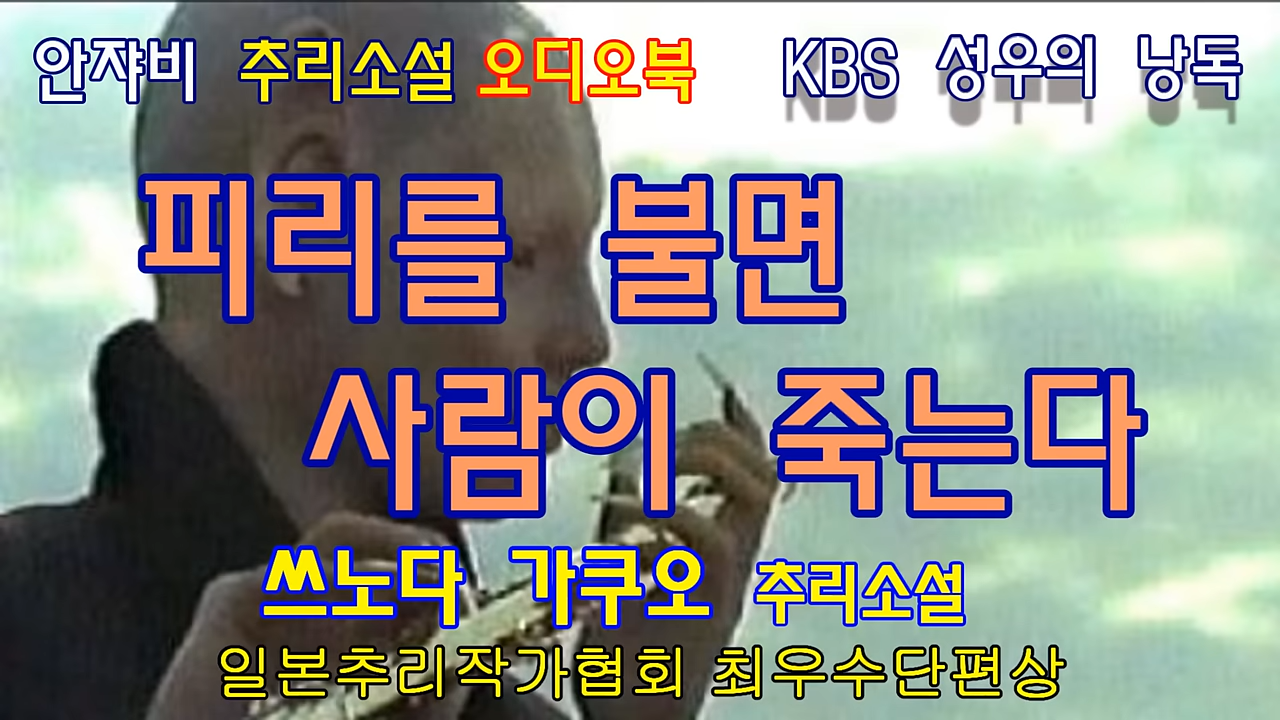 안쟈비 추리소설 오디오북 KBS 성우의 낭독
피리를 불면
사람이 죽는다
쓰노다 가쿠오 추리소설
일본추리작가협회 최우수단편상